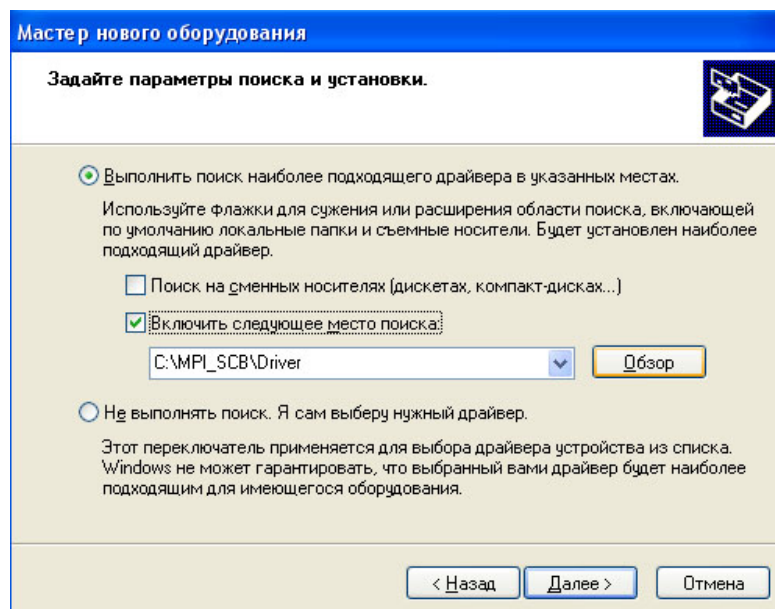 Мастер нового оборудования
Задайте параметры поиска и установки.
Выполнить поиск наиболее подходящего драйвера в указанных местах.
Используйте флажки для сужения или расширения области поиска, включающей
по умолчанию локальные папки и съемные носители. Будет установлен наиболее
подходящий драйвер.
Поиск на сменных носителях (дискетах, компакт-дисках...)
Включить следующее место поиска:
C:\MPI_SCB\Driver
Обзор
Не выполнять поиск. Я сам выберу нужный драйвер.
Этот переключатель применяется для выбора драйвера устройства из списка.
Windows не может гарантировать, что выбранный вами драйвер будет наиболее
подходящим для имеющегося оборудования.
< Назад
Далее >
Отмена